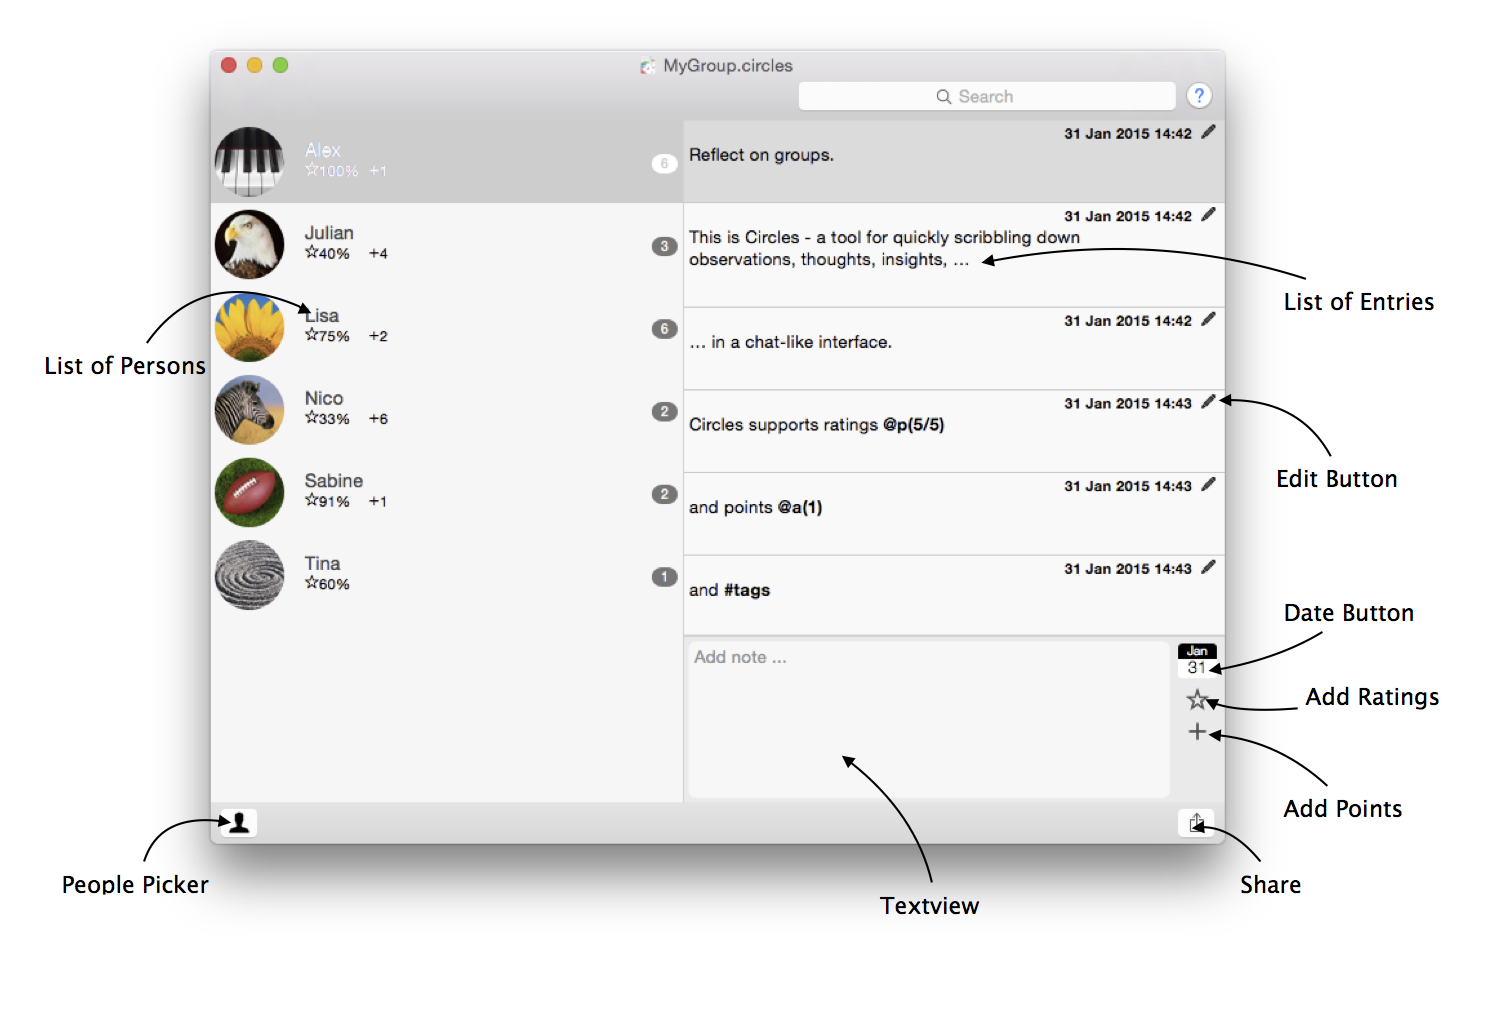 MyGroup.circles
Search
?
Alex
☆100% +1
6
Julian
☆40% +4
3
Lisa
☆75% +2
6
Nico
☆33% +6
2
Sabine
☆91% +1
2
Tina
☆60%
1
31 Jan 2015 14:42
Reflect on groups.
31 Jan 2015 14:42
This is Circles - a tool for quickly scribbling down
observations, thoughts, insights, ...
31 Jan 2015 14:42
... in a chat-like interface.
31 Jan 2015 14:43
Circles supports ratings @p(5/5)
31 Jan 2015 14:43
and points @a(1)
31 Jan 2015 14:43
and #tags
Add note ...
Jan
31
List of Persons
People Picker
List of Entries
Edit Button
Date Button
Add Ratings
Add Points
Share
Textview